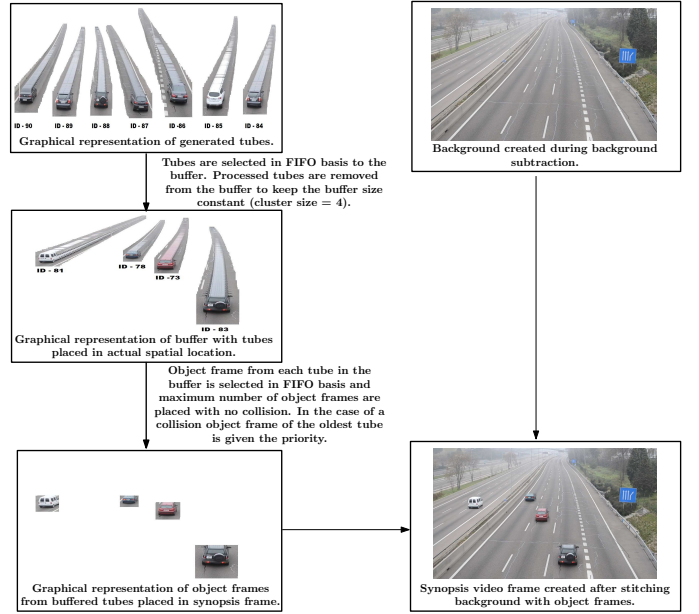 ID - 90 ID - 89 ID - 88 ID - 87 ID - 86 ID - 85 ID - 84
Graphical representation of generated tubes.
Background created during background
subtraction.
Tubes are selected in FIFO basis to the
buffer. Processed tubes are removed
from the buffer to keep the buffer size
constant (cluster size = 4).
ID - 81
ID - 78
ID -73
ID - 83
Graphical representation of buffer with tubes
placed in actual spatial location.
Object frame from each tube in the
buffer is selected in FIFO basis and
maximum number of object frames are
placed with no collision. In the case of a
collision object frame of the oldest tube
is given the priority.
Graphical representation of object frames
from buffered tubes placed in synopsis frame.
Synopsis video frame created after stitching
background with object frames.